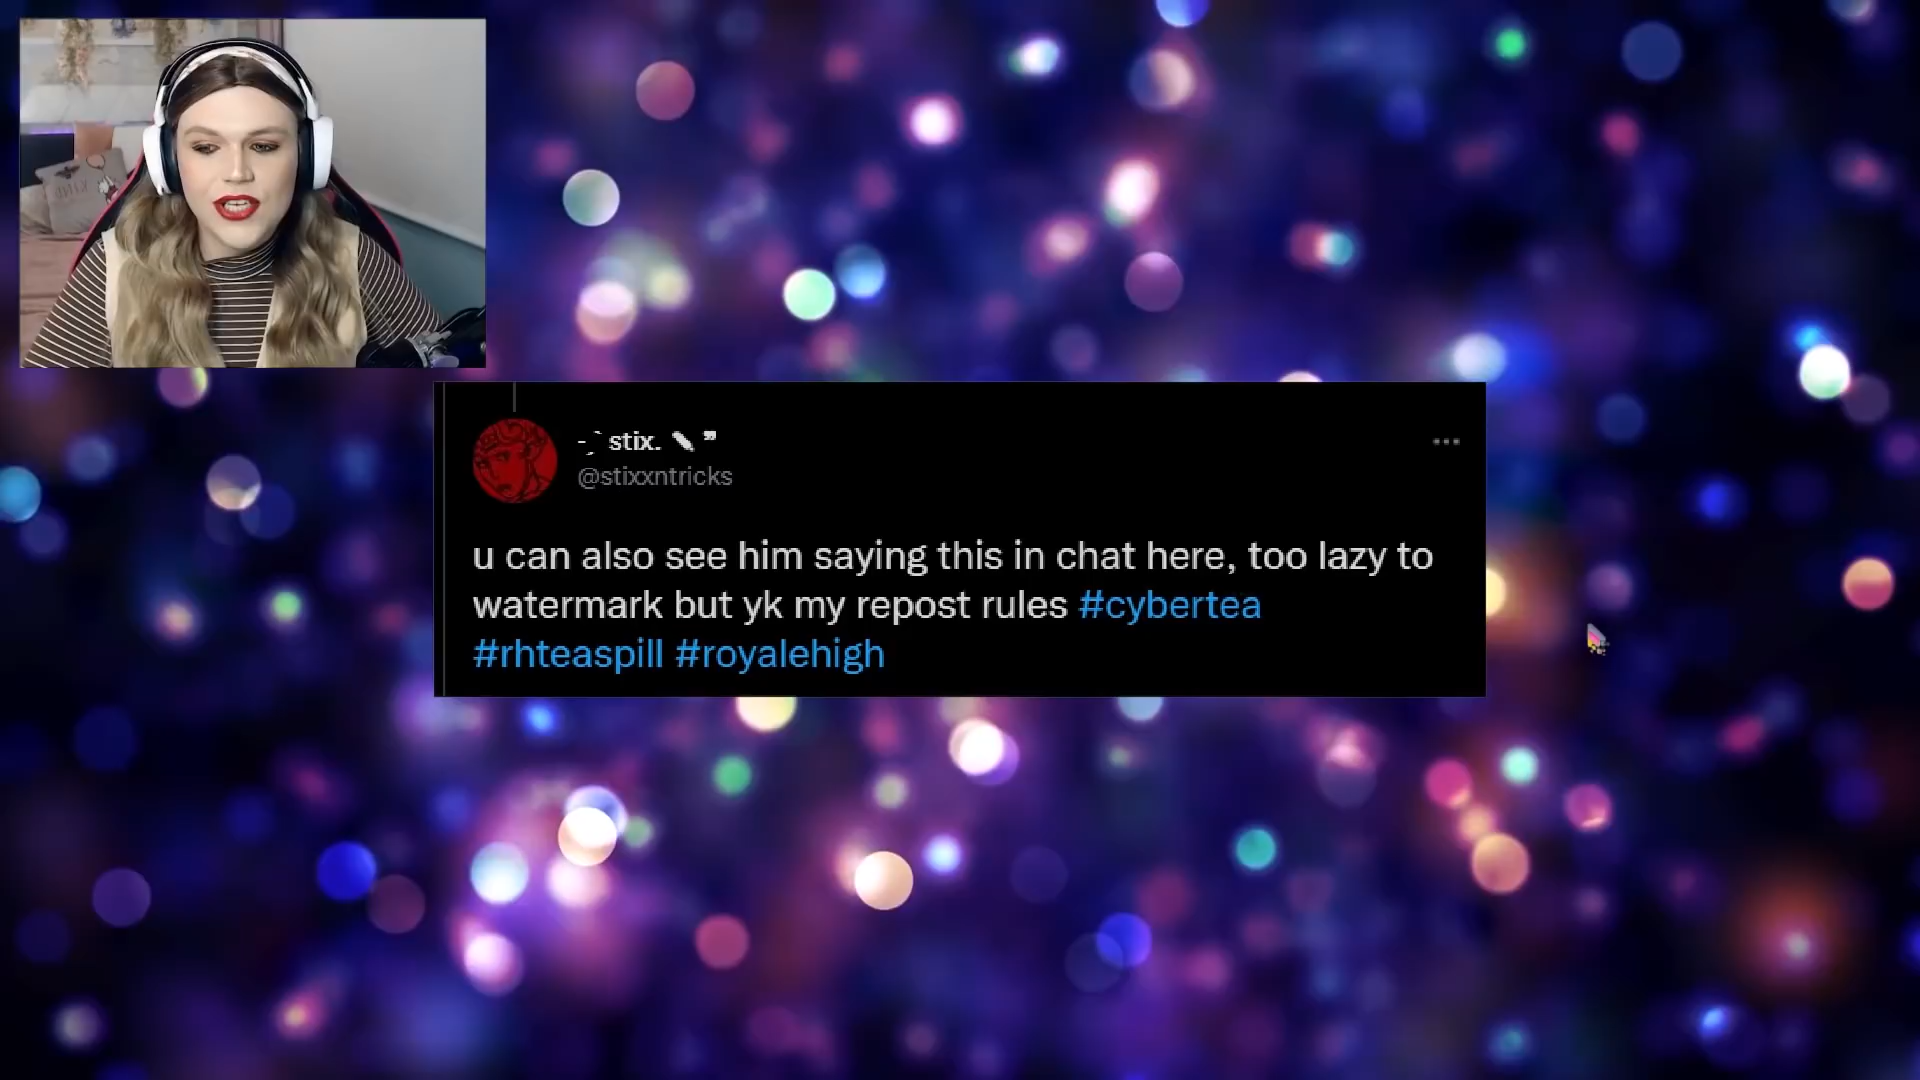 -ˏˋ stix. ✎ ❞
@stixxntricks
u can also see him saying this in chat here, too lazy to
watermark but yk my repost rules #cybertea
#rhteaspill #royalehigh